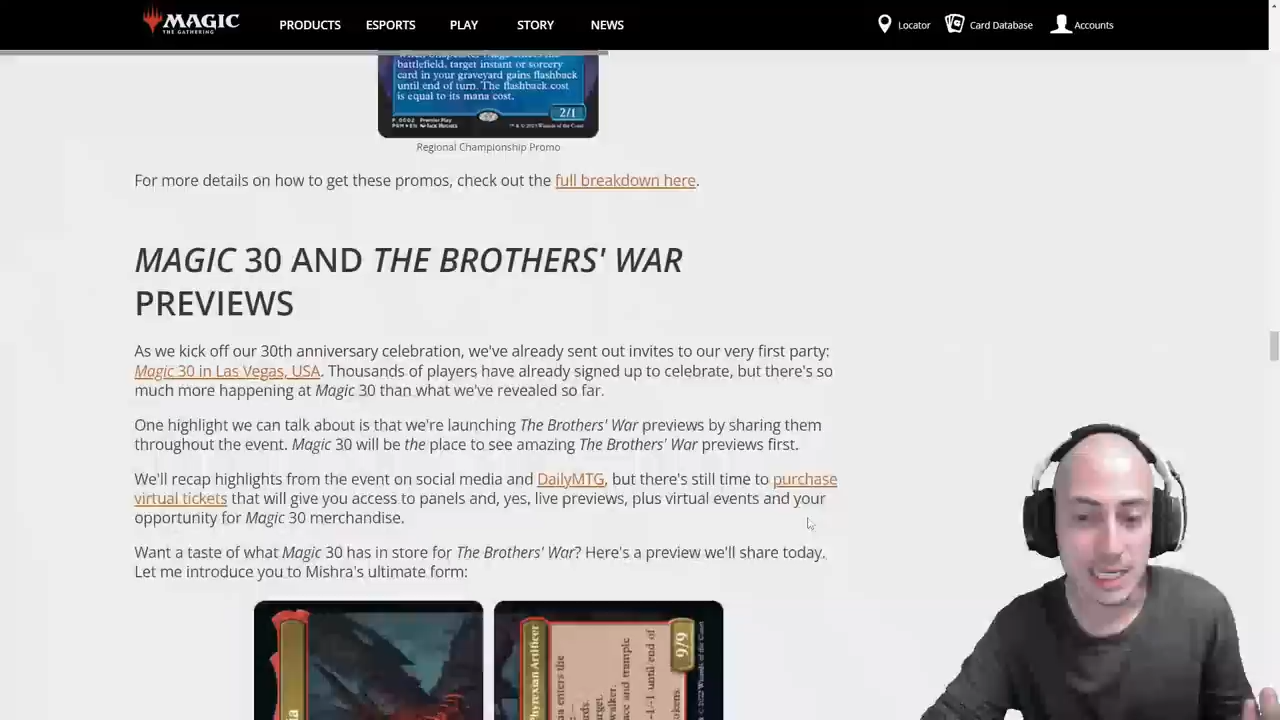 MAGIC
THE GATHERING
PRODUCTS
ESPORTS
PLAY
STORY
NEWS
Locator
Card Database
Accounts
battlefield, target instant or sorcery
card in your graveyard gains flashback
until end of turn. The flashback cost
is equal to its mana cost.
2/1
Regional Championship Promo
For more details on how to get these promos, check out the full breakdown here.
MAGIC 30 AND THE BROTHERS' WAR
PREVIEWS
As we kick off our 30th anniversary celebration, we've already sent out invites to our very first party:
Magic 30 in Las Vegas, USA. Thousands of players have already signed up to celebrate, but there's so
much more happening at Magic 30 than what we've revealed so far.
One highlight we can talk about is that we're launching The Brothers' War previews by sharing them
throughout the event. Magic 30 will be the place to see amazing The Brothers' War previews first.
We'll recap highlights from the event on social media and DailyMTG, but there's still time to purchase
virtual tickets that will give you access to panels and, yes, live previews, plus virtual events and your
opportunity for Magic 30 merchandise.
Want a taste of what Magic 30 has in store for The Brothers' War? Here's a preview we'll share today.
Let me introduce you to Mishra's ultimate form:
Phyrexian Artificer
9/9